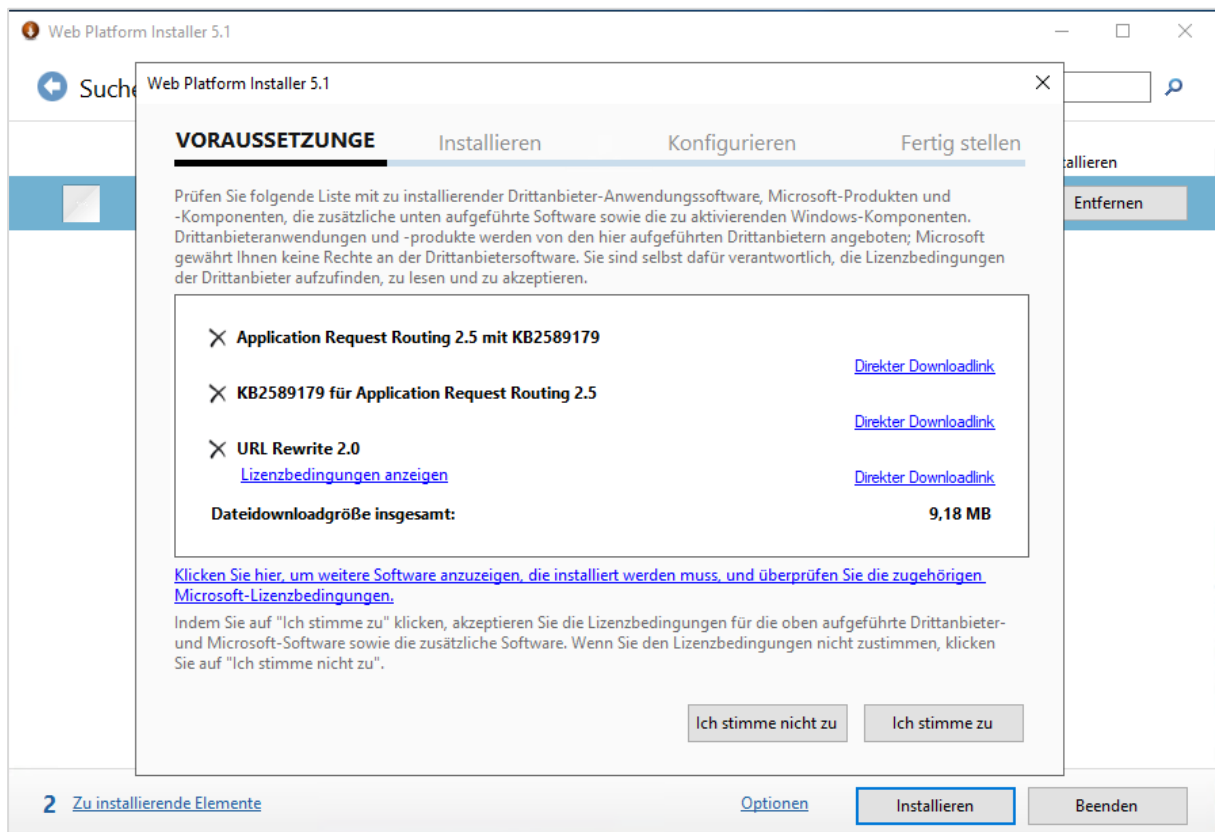 Web Platform Installer 5.1
Suche
Web Platform Installer 5.1
VORAUSSETZUNGE
Installieren
Konfigurieren
Fertig stellen
tallieren
Entfernen
Prüfen Sie folgende Liste mit zu installierender Drittanbieter-Anwendungssoftware, Microsoft-Produkten und
-Komponenten, die zusätzliche unten aufgeführte Software sowie die zu aktivierenden Windows-Komponenten.
Drittanbieteranwendungen und -produkte werden von den hier aufgeführten Drittanbietern angeboten; Microsoft
gewährt Ihnen keine Rechte an der Drittanbietersoftware. Sie sind selbst dafür verantwortlich, die Lizenzbedingungen
der Drittanbieter aufzufinden, zu lesen und zu akzeptieren.
Application Request Routing 2.5 mit KB2589179
Direkter Downloadlink
KB2589179 für Application Request Routing 2.5
Direkter Downloadlink
URL Rewrite 2.0
Lizenzbedingungen anzeigen
Direkter Downloadlink
Dateidownloadgröße insgesamt:
9,18 MB
Klicken Sie hier, um weitere Software anzuzeigen, die installiert werden muss, und überprüfen Sie die zugehörigen
Microsoft-Lizenzbedingungen.
Indem Sie auf "Ich stimme zu" klicken, akzeptieren Sie die Lizenzbedingungen für die oben aufgeführte Drittanbieter-
und Microsoft-Software sowie die zusätzliche Software. Wenn Sie den Lizenzbedingungen nicht zustimmen, klicken
Sie auf "Ich stimme nicht zu".
Ich stimme nicht zu
Ich stimme zu
2 Zu installierende Elemente
Optionen
Installieren
Beenden